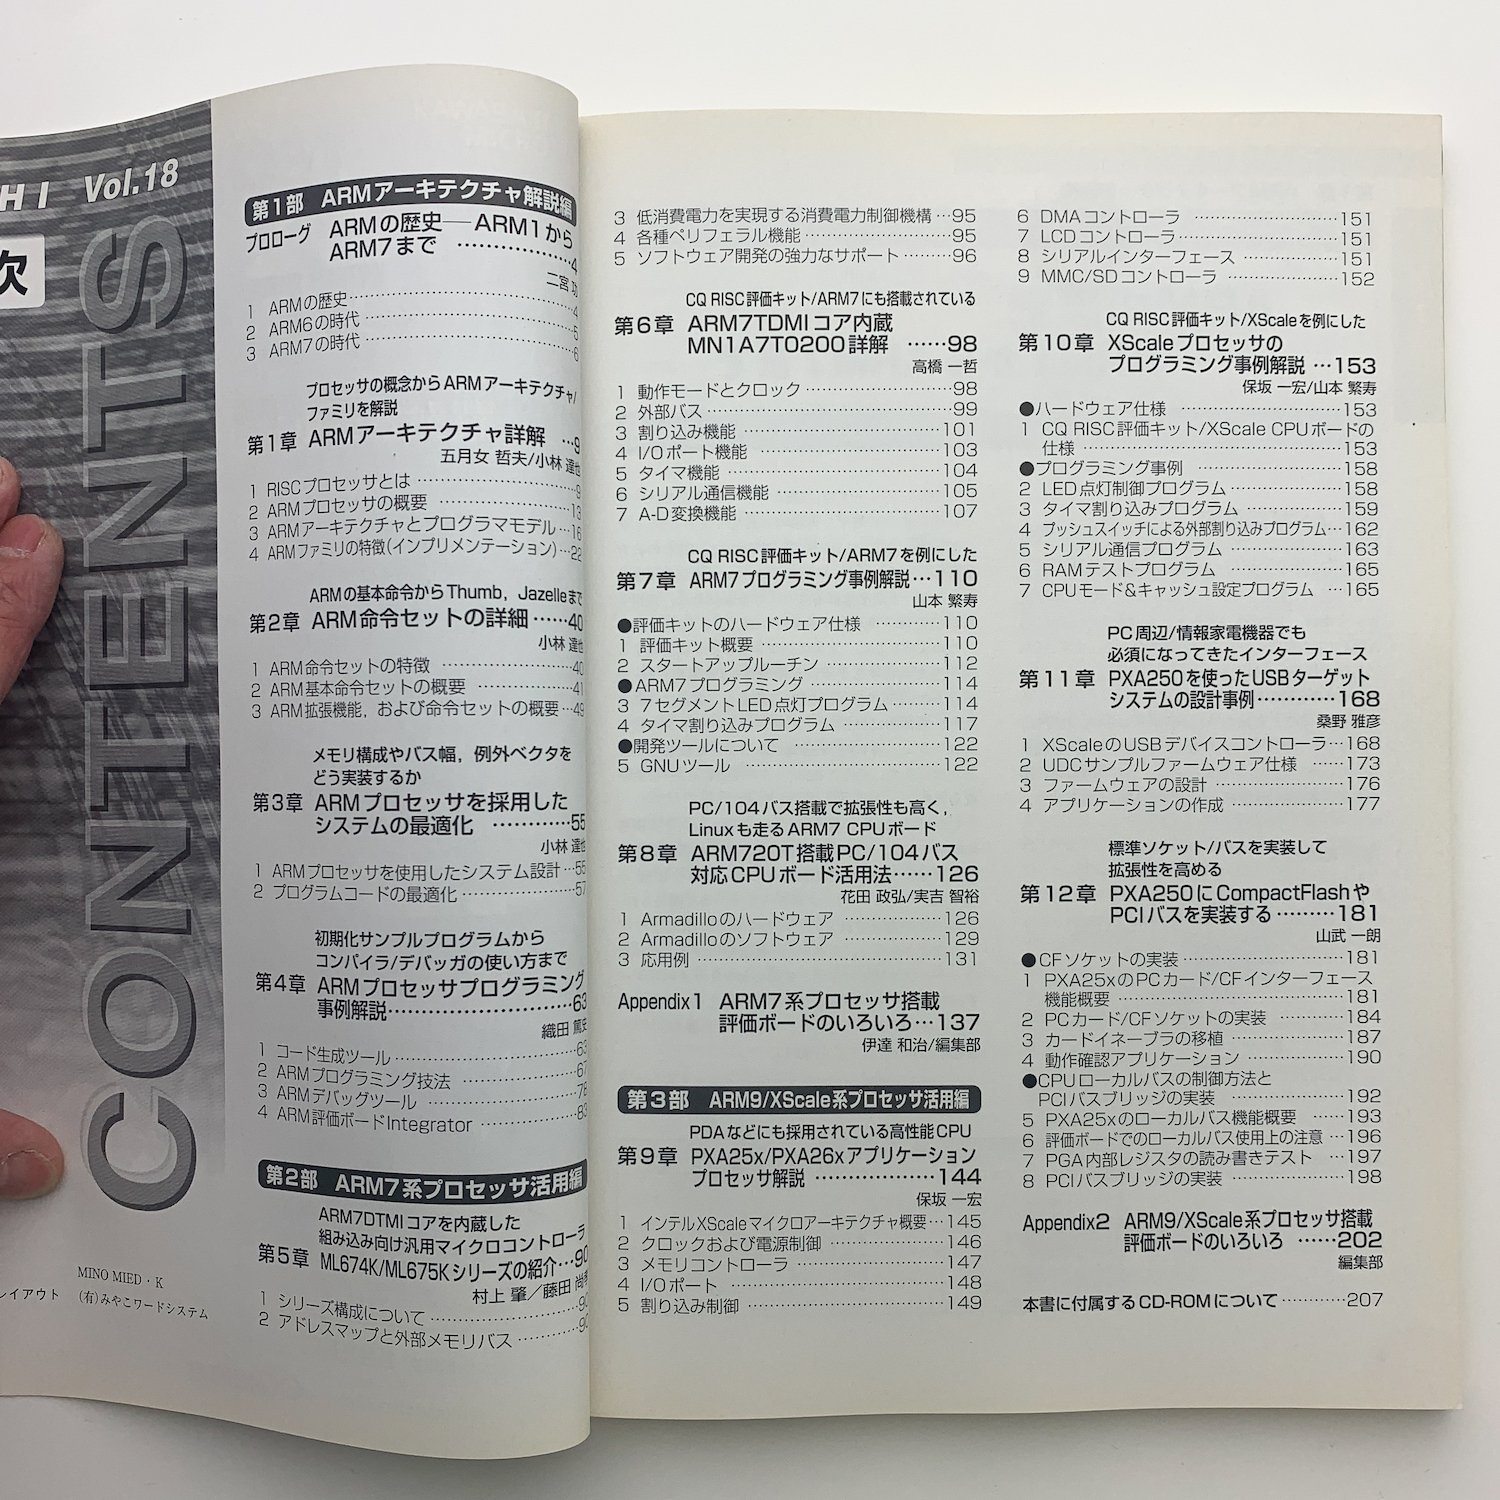 HI Vol.18
次
CONTENTS
MINO MIED・K
レイアウト (有)みやこワードシステム
第1部 ARMアーキテクチャ解説編
プロローグ ARMの歴史──ARM1から
ARM7まで …………4
二宮 功
1 ARMの歴史…………4
2 ARM6の時代…………5
3 ARM7の時代…………6
プロセッサの概念からARMアーキテクチャ/
ファミリを解説
第1章 ARMアーキテクチャ詳解 …9
五月女 哲夫/小林 達也
1 RISCプロセッサとは…………9
2 ARMプロセッサの概要…………13
3 ARMアーキテクチャとプログラマモデル…16
4 ARMファミリの特徴(インプリメンテーション)…22
ARMの基本命令からThumb，Jazelleまで
第2章 ARM命令セットの詳細……40
小林 達也
1 ARM命令セットの特徴…………40
2 ARM基本命令セットの概要…………41
3 ARM拡張機能，および命令セットの概要…49
メモリ構成やバス幅，例外ベクタを
どう実装するか
第3章 ARMプロセッサを採用した
システムの最適化 …………55
小林 達也
1 ARMプロセッサを使用したシステム設計…55
2 プログラムコードの最適化…………57
初期化サンプルプログラムから
コンパイラ/デバッガの使い方まで
第4章 ARMプロセッサプログラミング
事例解説…………63
織田 篤史
1 コード生成ツール…………63
2 ARMプログラミング技法…………67
3 ARMデバッグツール…………78
4 ARM評価ボードIntegrator…………83
第2部 ARM7系プロセッサ活用編
ARM7DTMIコアを内蔵した
組み込み向け汎用マイクロコントローラ
第5章 ML674K/ML675Kシリーズの紹介…90
村上 肇／藤田 尚
1 シリーズ構成について…………90
2 アドレスマップと外部メモリバス…………90
3 低消費電力を実現する消費電力制御機構…95
4 各種ペリフェラル機能…………95
5 ソフトウェア開発の強力なサポート…………96
CQ RISC評価キット/ARM7にも搭載されている
第6章 ARM7TDMIコア内蔵
MN1A7T0200詳解 ……98
高橋 一哲
1 動作モードとクロック…………98
2 外部バス…………99
3 割り込み機能…………101
4 I/Oポート機能…………103
5 タイマ機能…………104
6 シリアル通信機能…………105
7 A-D変換機能…………107
CQ RISC評価キット/ARM7を例にした
第7章 ARM7プログラミング事例解説…110
山本 繁寿
●評価キットのハードウェア仕様…………110
1 評価キット概要…………110
2 スタートアップルーチン…………112
●ARM7プログラミング…………114
3 7セグメントLED点灯プログラム…………114
4 タイマ割り込みプログラム…………117
●開発ツールについて…………122
5 GNUツール…………122
PC/104バス搭載で拡張性も高く，
Linuxも走るARM7 CPUボード
第8章 ARM720T搭載PC/104バス
対応CPUボード活用法……126
花田 政弘/実吉 智裕
1 Armadilloのハードウェア…………126
2 Armadilloのソフトウェア…………129
3 応用例…………131
Appendix1 ARM7系プロセッサ搭載
評価ボードのいろいろ…137
伊達 和治/編集部
第3部 ARM9/XScale系プロセッサ活用編
PDAなどにも採用されている高性能CPU
第9章 PXA25x/PXA26xアプリケーション
プロセッサ解説 …………144
保坂 一宏
1 インテルXScaleマイクロアーキテクチャ概要…145
2 クロックおよび電源制御…………146
3 メモリコントローラ…………147
4 I/Oポート…………148
5 割り込み制御…………149
6 DMAコントローラ…………151
7 LCDコントローラ…………151
8 シリアルインターフェース…………151
9 MMC/SDコントローラ…………152
CQ RISC評価キット/XScaleを例にした
第10章 XScaleプロセッサの
プログラミング事例解説 …153
保坂 一宏/山本 繁寿
●ハードウェア仕様…………153
1 CQ RISC評価キット/XScale CPUボードの
仕様…………153
●プログラミング事例…………158
2 LED点灯制御プログラム…………158
3 タイマ割り込みプログラム…………159
4 プッシュスイッチによる外部割り込みプログラム…162
5 シリアル通信プログラム…………163
6 RAMテストプログラム…………165
7 CPUモード&キャッシュ設定プログラム …165
PC周辺/情報家電機器でも
必須になってきたインターフェース
第11章 PXA250を使ったUSBターゲット
システムの設計事例…………168
桑野 雅彦
1 XScaleのUSBデバイスコントローラ…168
2 UDCサンプルファームウェア仕様 ……173
3 ファームウェアの設計…………176
4 アプリケーションの作成…………177
標準ソケット/バスを実装して
拡張性を高める
第12章 PXA250にCompactFlashや
PCIバスを実装する………181
山武 一朗
●CFソケットの実装…………181
1 PXA25xのPCカード/CFインターフェース
機能概要…………181
2 PCカード/CFソケットの実装…………184
3 カードイネーブラの移植…………187
4 動作確認アプリケーション…………190
●CPUローカルバスの制御方法と
PCIバスブリッジの実装…………192
5 PXA25xのローカルバス機能概要 ……193
6 評価ボードでのローカルバス使用上の注意…196
7 PGA内部レジスタの読み書きテスト …197
8 PCIバスブリッジの実装…………198
Appendix2 ARM9/XScale系プロセッサ搭載
評価ボードのいろいろ ……202
編集部
本書に付属するCD-ROMについて…………207